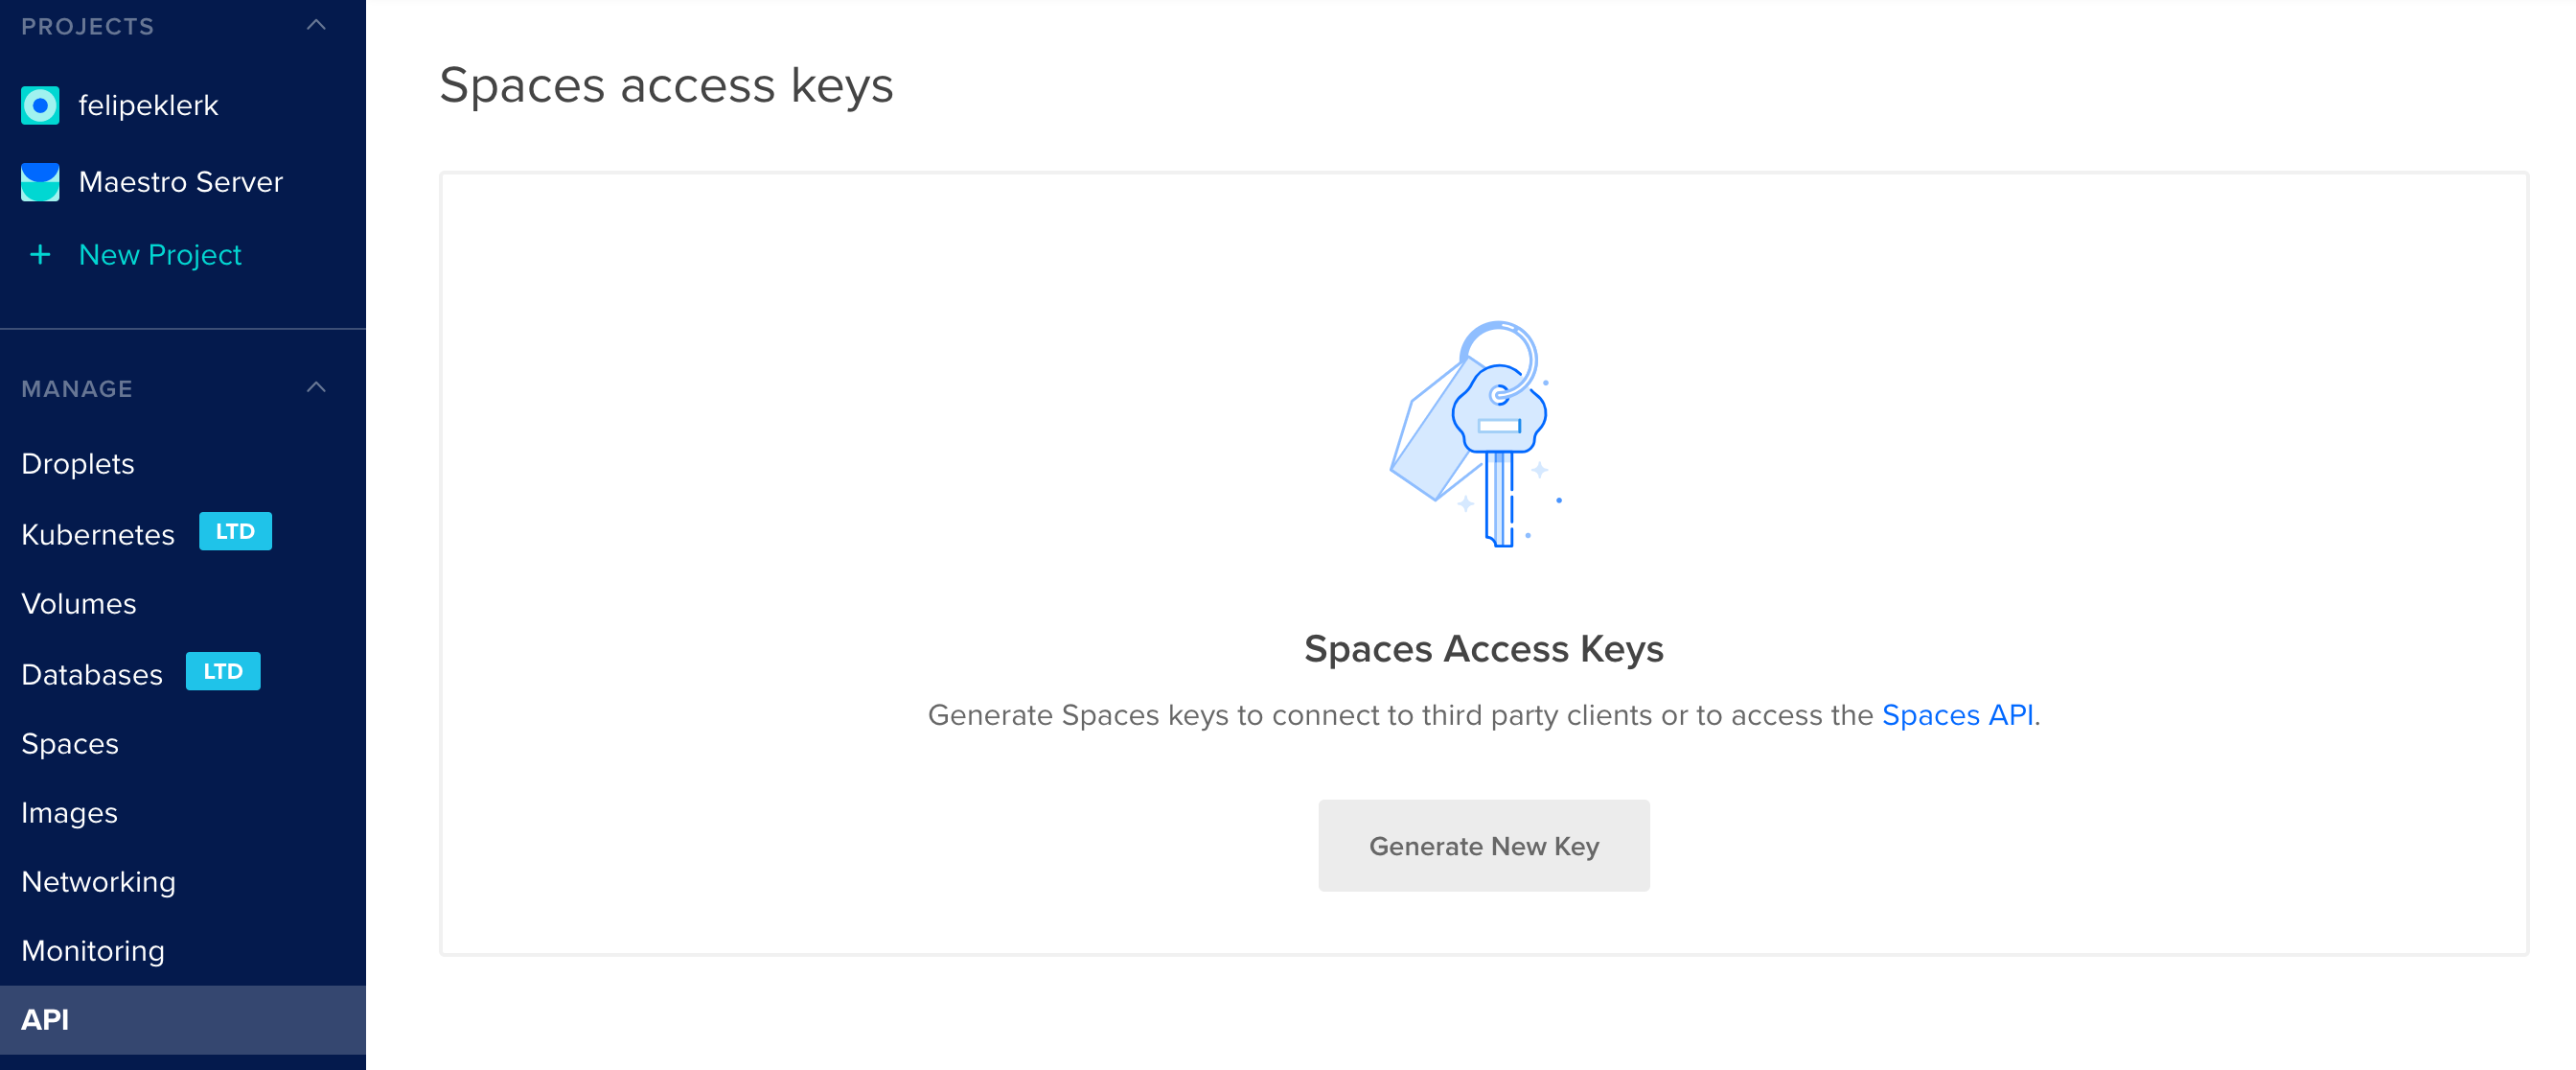 PROJECTS
felipeklerk
Maestro Server
+ New Project
MANAGE
Droplets
Kubernetes LTD
Volumes
Databases LTD
Spaces
Images
Networking
Monitoring
API
Spaces access keys
Spaces Access Keys
Generate Spaces keys to connect to third party clients or to access the Spaces API.
Generate New Key